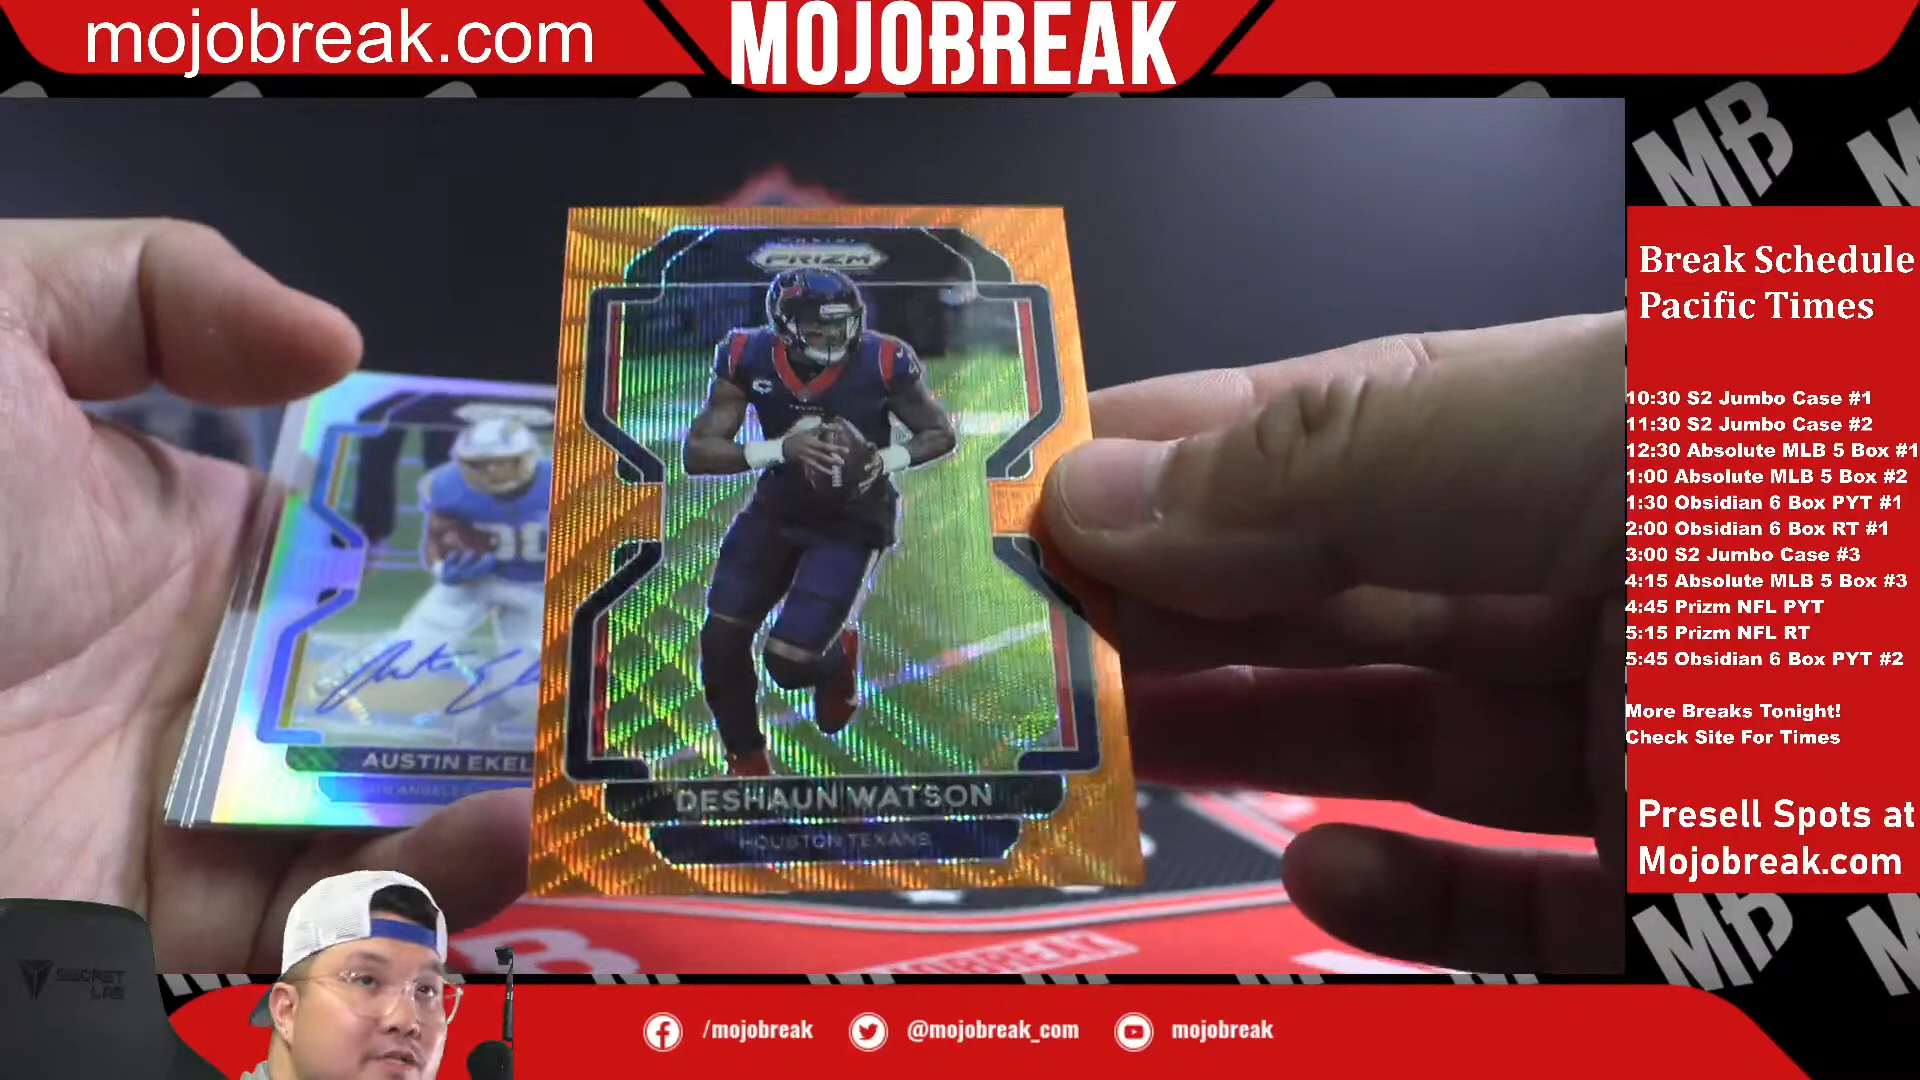 mojobreak.com
MOJOBREAK
MB
PRIZM
AUSTIN EKEL
DESHAUN WATSON
HOUSTON TEXANS
Break Schedule
Pacific Times
10:30 S2 Jumbo Case #1
11:30 S2 Jumbo Case #2
12:30 Absolute MLB 5 Box #1
1:00 Absolute MLB 5 Box #2
1:30 Obsidian 6 Box PYT #1
2:00 Obsidian 6 Box RT #1
3:00 S2 Jumbo Case #3
4:15 Absolute MLB 5 Box #3
4:45 Prizm NFL PYT
5:15 Prizm NFL RT
5:45 Obsidian 6 Box PYT #2
More Breaks Tonight!
Check Site For Times
Presell Spots at
Mojobreak.com
MB
SECRET
LAB
/mojobreak
@mojobreak_com
mojobreak